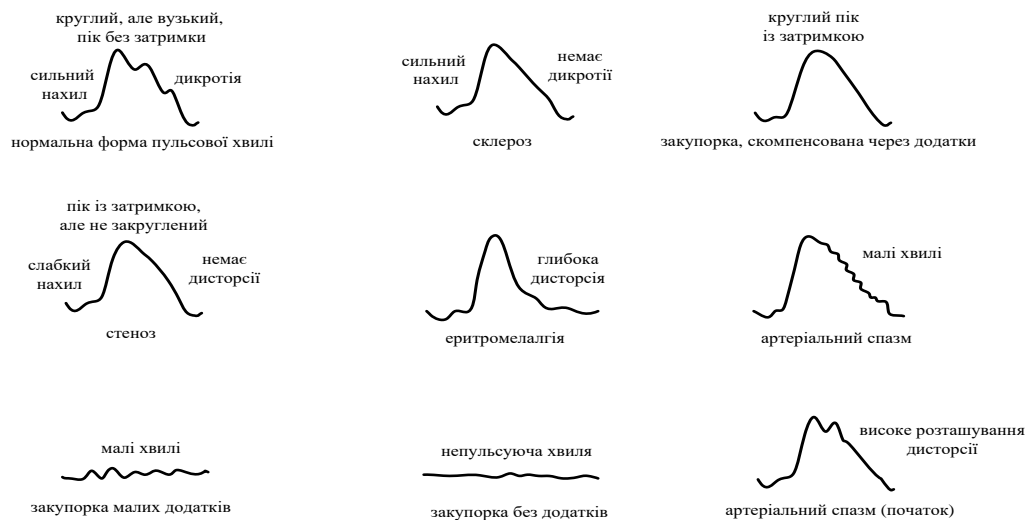 круглий, але вузький,
пік без затримки
сильний
нахил
дикротія
нормальна форма пульсової хвилі
сильний
нахил
немає
дикротії
склероз
круглий пік
із затримкою
закупорка, скомпенсована через додатки
пік із затримкою,
але не закруглений
слабкий
нахил
немає
дисторсії
стеноз
глибока
дисторсія
еритромелалгія
малі хвилі
артеріальний спазм
малі хвилі
закупорка малих додатків
непульсуюча хвиля
закупорка без додатків
високе розташування
дисторсії
артеріальний спазм (початок)